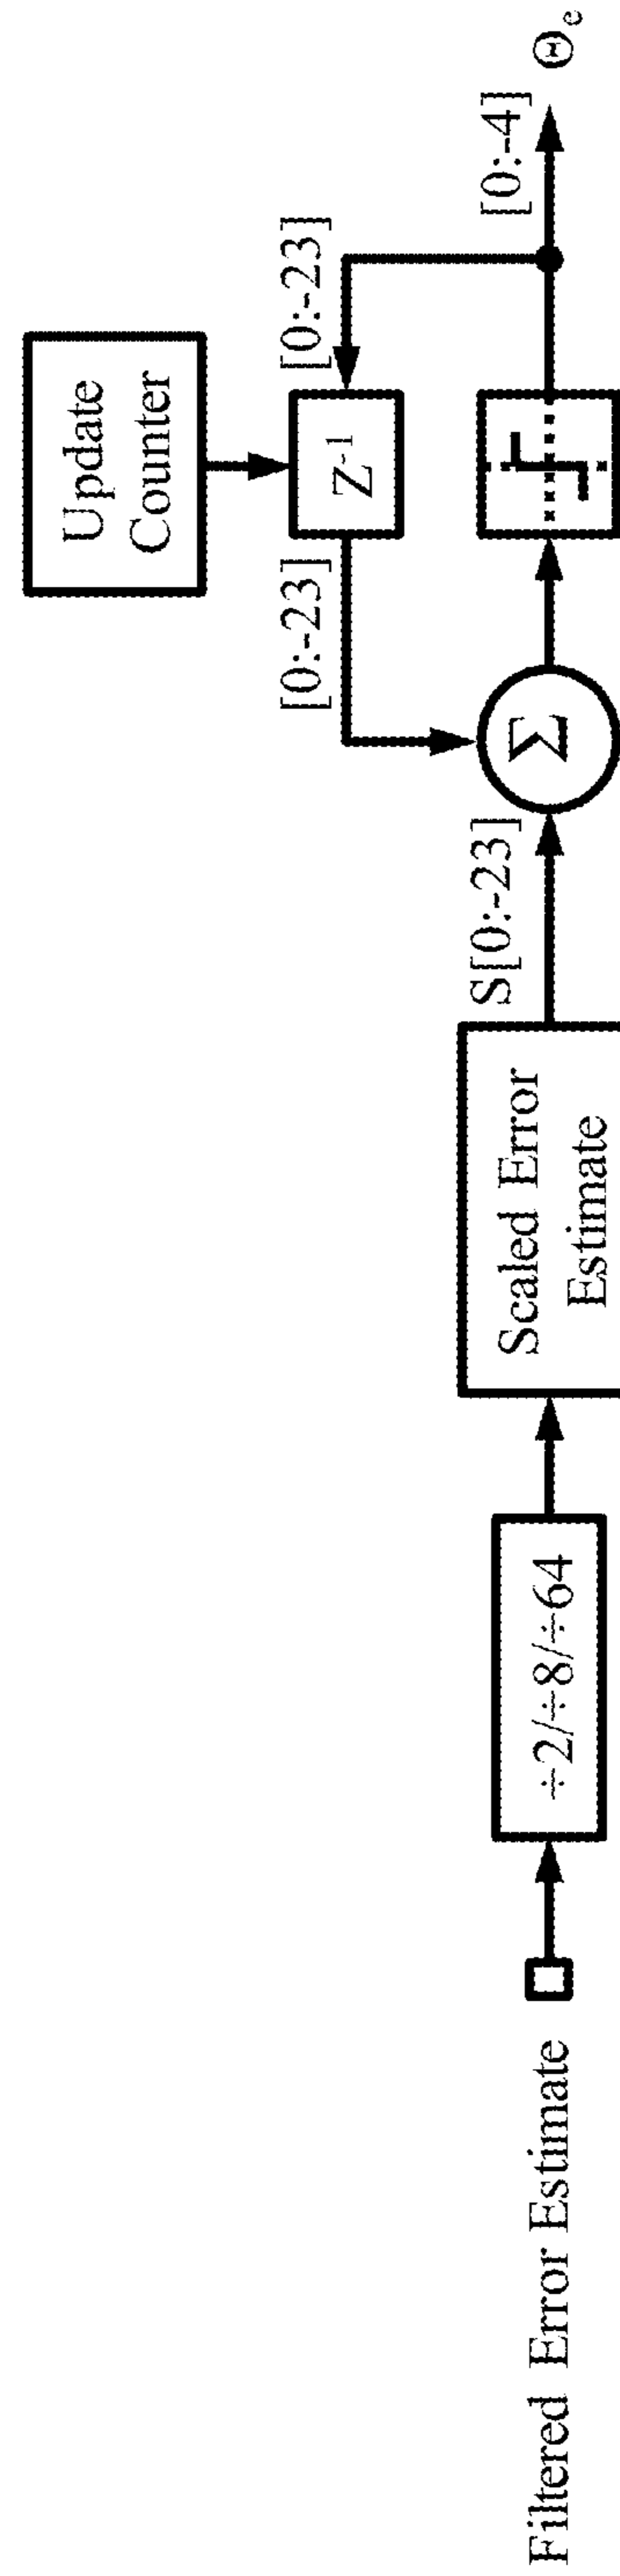 Update
Counter
[0:-23]
Z-1
[0:-23]
Filtered Error Estimate
÷2/÷8/÷64
Scaled Error
Estimate
S[0:-23]
Σ
[0:-4]
Θe